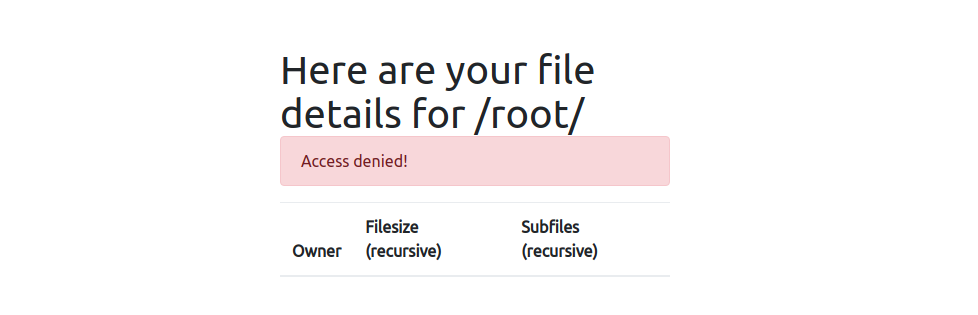 Here are your file
details for /root/
Access denied!
Owner Filesize (recursive) Subfiles (recursive)